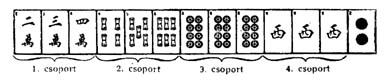 二 三 四 西 西 西
萬 萬 萬
1. csoport 2. csoport 3. csoport 4. csoport